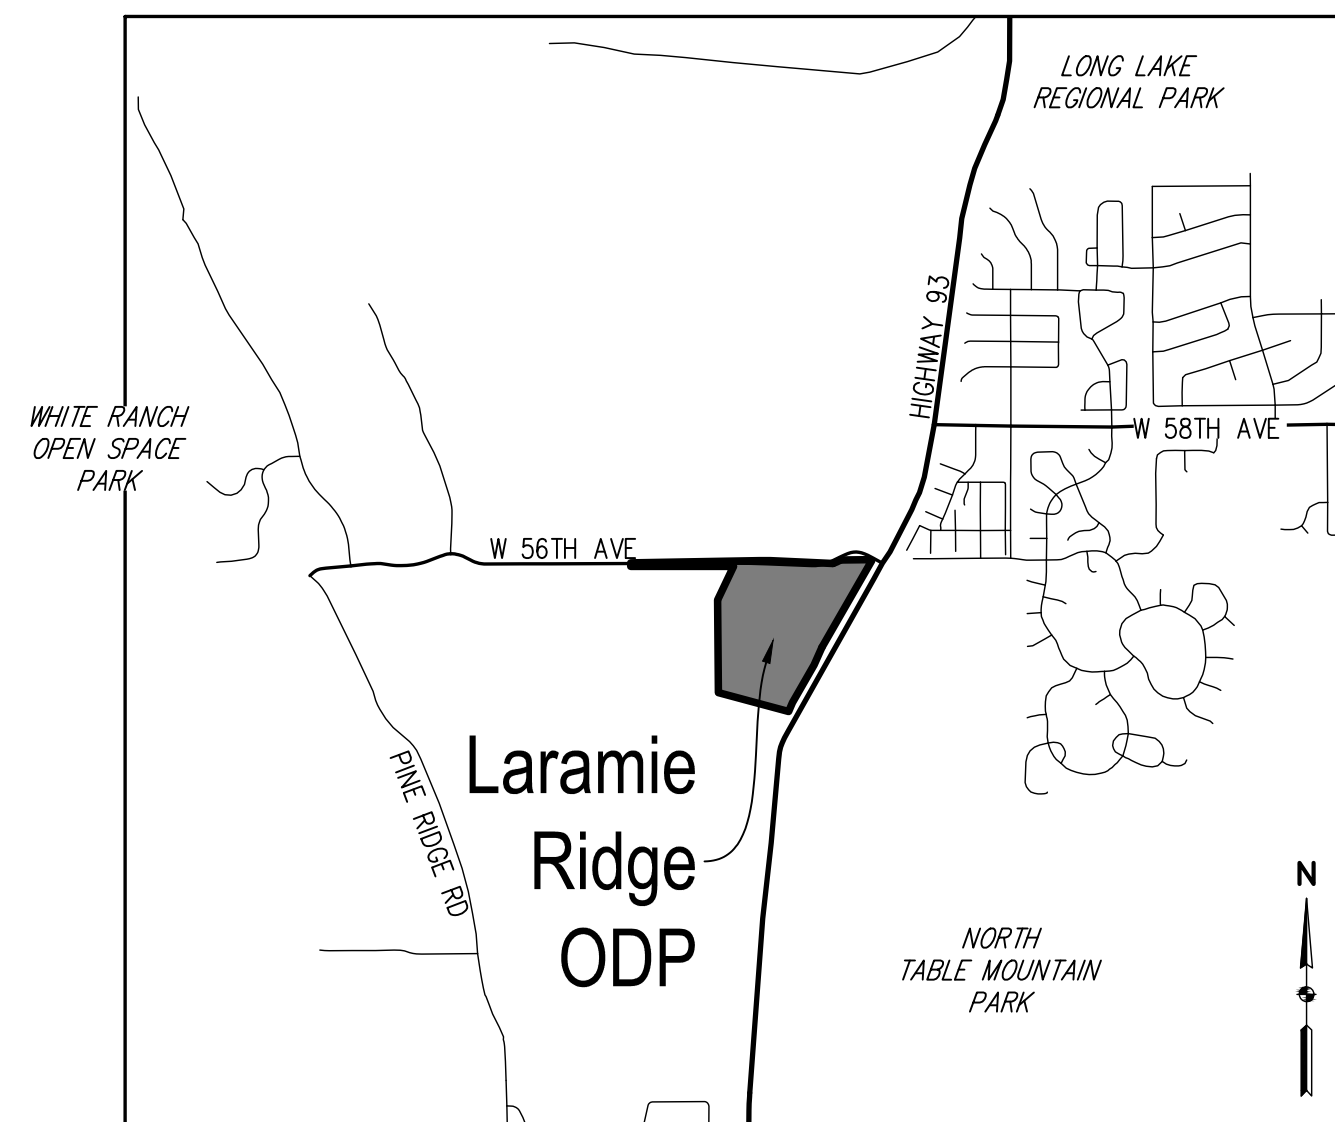 LONG LAKE
REGIONAL PARK
HIGHWAY 93
WHITE RANCH
OPEN SPACE
PARK
W 58TH AVE
W 56TH AVE
PINE RIDGE RD
Laramie
Ridge
ODP
N
NORTH
TABLE MOUNTAIN
PARK